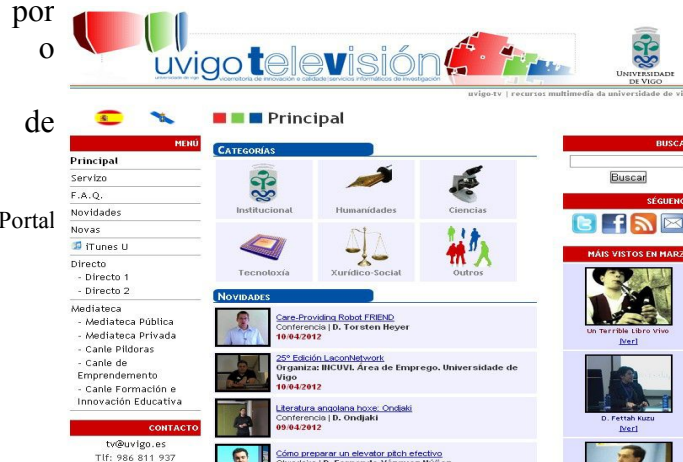 por
o
de
Portal
uvigo televisión
universidade de vigo vicerreitoría de innovación e calidade: servicios informáticos de investigación
UNIVERSIDADE
DE VIGO
uvigo-tv | recursos multimedia da universidade de vi
Principal
MENÚ
Principal
Servizo
F.A.Q.
Novidades
Novas
iTunes U
Directo
- Directo 1
- Directo 2
Mediateca
- Mediateca Pública
- Mediateca Privada
- Canle Píldoras
- Canle de
Emprendemento
- Canle Formación e
Innovación Educativa
CONTACTO
tv@uvigo.es
Tlf: 986 811 937
CATEGORÍAS
Institucional
Humanidades
Ciencias
Tecnoloxía
Xurídico-Social
Outros
NOVIDADES
Care-Providing Robot FRIEND
Conferencia | D. Torsten Heyer
10/04/2012
25º Edición LaconNetwork
Organiza: INCUVI. Área de Emprego. Universidade de
Vigo
10/04/2012
Literatura angolana hoxe: Ondjaki
Conferencia | D. Ondjaki
09/04/2012
Cómo preparar un elevator pitch efectivo
BUSCA
Buscar
SÉGUENO
MÁIS VISTOS EN MARZ
Un Terrible Libro Vivo
[Ver]
D. Fettah Kuzu
[Ver]